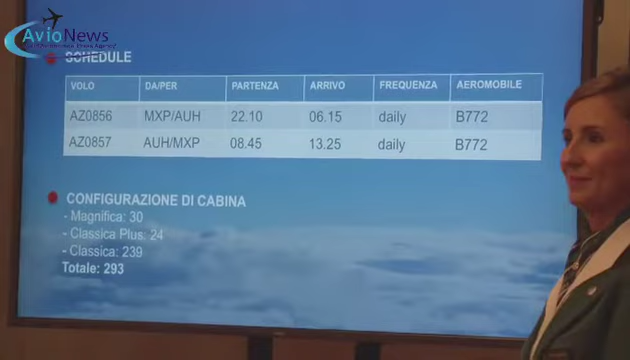 AvioNews
SCHEDULE
VOLO DA/PER PARTENZA ARRIVO FREQUENZA AEROMOBILE
AZ0856 MXP/AUH 22.10 06.15 daily B772
AZ0857 AUH/MXP 08.45 13.25 daily B772
CONFIGURAZIONE DI CABINA
- Magnifica: 30
- Classica Plus: 24
- Classica: 239
Totale: 293